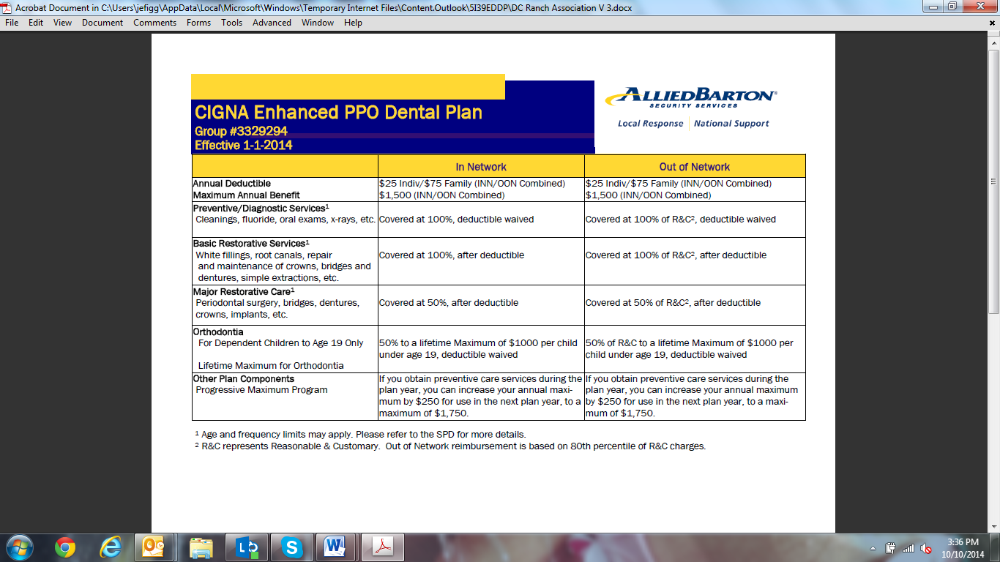 Acrobat Document in C:\Users\jefigg\AppData\Local\Microsoft\Windows\Temporary Internet Files\Content.Outlook\5I39EDDP\DC Ranch Association V 3.docx
File Edit View Document Comments Forms Tools Advanced Window Help
ALLIEDBARTON®
SECURITY SERVICES
Local Response | National Support
CIGNA Enhanced PPO Dental Plan
Group #3329294
Effective 1-1-2014
In Network Out of Network
Annual Deductible $25 Indiv/$75 Family (INN/OON Combined) $25 Indiv/$75 Family (INN/OON Combined)
Maximum Annual Benefit $1,500 (INN/OON Combined) $1,500 (INN/OON Combined)
Preventive/Diagnostic Services¹
Cleanings, fluoride, oral exams, x-rays, etc. Covered at 100%, deductible waived Covered at 100% of R&C², deductible waived
Basic Restorative Services¹
White fillings, root canals, repair Covered at 100%, after deductible Covered at 100% of R&C², after deductible
and maintenance of crowns, bridges and
dentures, simple extractions, etc.
Major Restorative Care¹
Periodontal surgery, bridges, dentures, Covered at 50%, after deductible Covered at 50% of R&C², after deductible
crowns, implants, etc.
Orthodontia
For Dependent Children to Age 19 Only 50% to a lifetime Maximum of $1000 per child 50% of R&C to a lifetime Maximum of $1000 per
under age 19, deductible waived child under age 19, deductible waived
Lifetime Maximum for Orthodontia
Other Plan Components If you obtain preventive care services during the If you obtain preventive care services during the
Progressive Maximum Program plan year, you can increase your annual maxi- plan year, you can increase your annual maximum
mum by $250 for use in the next plan year, to a by $250 for use in the next plan year, to a maxi-
maximum of $1,750. mum of $1,750.
¹ Age and frequency limits may apply. Please refer to the SPD for more details.
² R&C represents Reasonable & Customary. Out of Network reimbursement is based on 80th percentile of R&C charges.
3:36 PM
10/10/2014